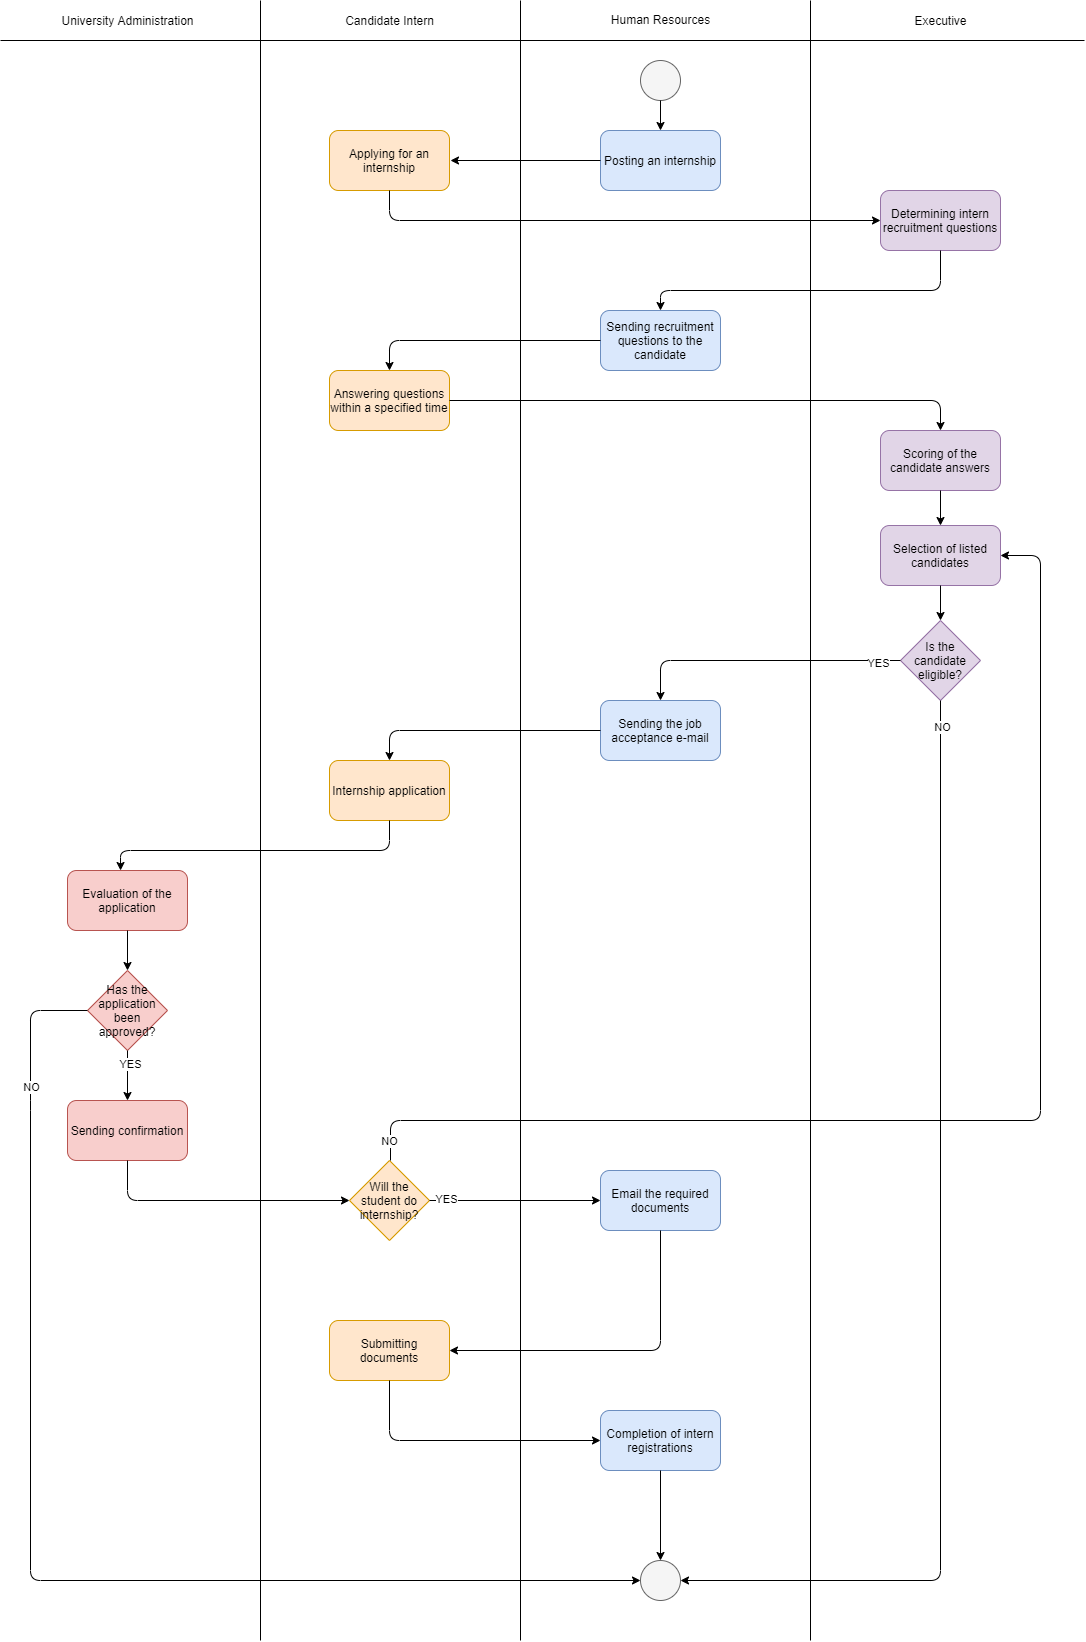 University Administration
Candidate Intern
Human Resources
Executive
Applying for an
internship
Posting an internship
Determining intern
recruitment questions
Sending recruitment
questions to the
candidate
Answering questions
within a specified time
Scoring of the
candidate answers
Selection of listed
candidates
Is the
candidate
eligible?
YES
NO
Sending the job
acceptance e-mail
Internship application
Evaluation of the
application
Has the
application
been
approved?
YES
NO
Sending confirmation
NO
Will the
student do
internship?
YES
Email the required
documents
Submitting
documents
Completion of intern
registrations